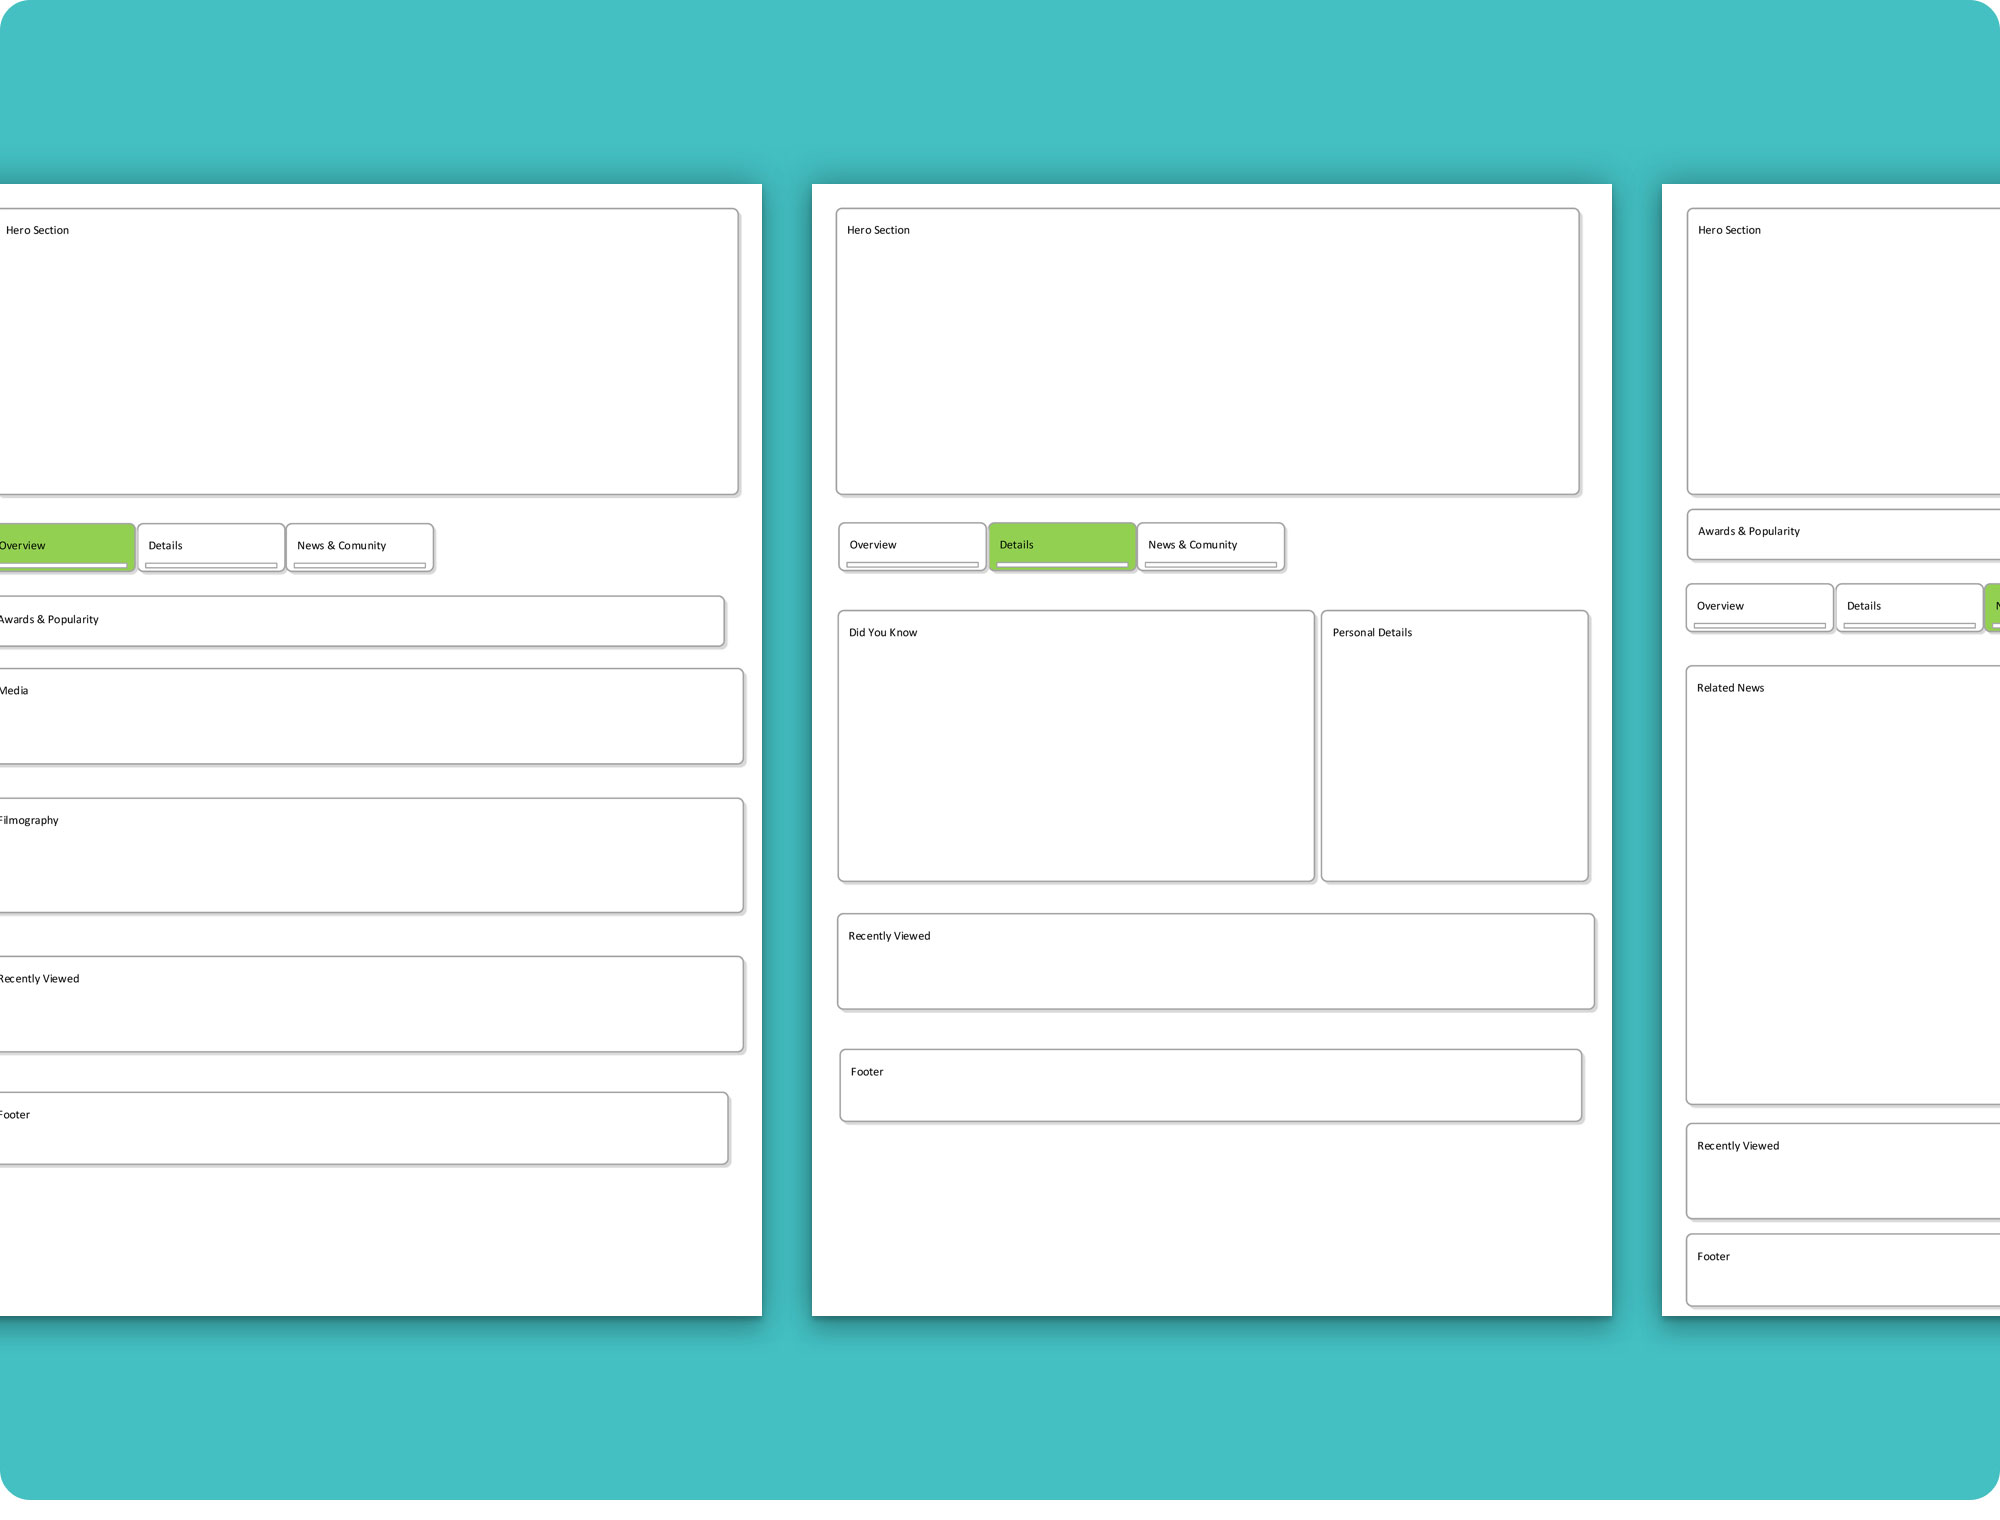 Hero Section
Overview
Details
News & Comunity
Awards & Popularity
Media
Filmography
Recently Viewed
Footer
Hero Section
Overview
Details
News & Comunity
Did You Know
Personal Details
Recently Viewed
Footer
Hero Section
Awards & Popularity
Overview
Details
Related News
Recently Viewed
Footer